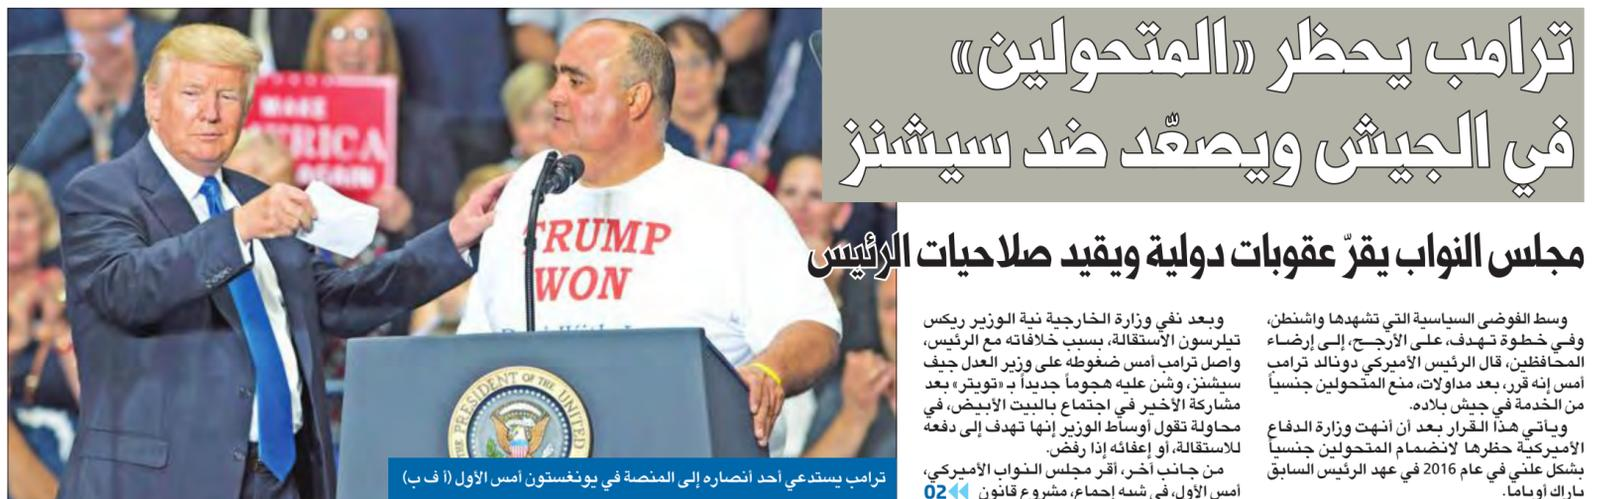 ترامب يحظر «المتحولين»
في الجيش ويصعّد ضد سيشنز
مجلس النواب يقرّ عقوبات دولية ويقيد صلاحيات الرئيس
وسط الفوضى السياسية التي تشهدها واشنطن،
وفي خطوة تهدف، على الأرجح، إلى إرضاء
المحافظين، قال الرئيس الأميركي دونالد ترامب
أمس إنه قرر، بعد مداولات، منع المتحولين جنسياً
من الخدمة في جيش بلاده.
ويأتي هذا القرار بعد أن أنهت وزارة الدفاع
الأميركية حظرها لانضمام المتحولين جنسياً
بشكل علني في عام 2016 في عهد الرئيس السابق
باراك أوباما.
وبعد نفي وزارة الخارجية نية الوزير ريكس
تيلرسون الاستقالة، بسبب خلافاته مع الرئيس،
واصل ترامب أمس ضغوطه على وزير العدل جيف
سيشنز، وشن عليه هجوماً جديداً بـ «تويتر» بعد
مشاركة الأخير في اجتماع بالبيت الأبيض، في
محاولة تقول أوساط الوزير إنها تهدف إلى دفعه
للاستقالة، أو إعفائه إذا رفض.
من جانب آخر، أقر مجلس النواب الأميركي،
أمس الأول، في شبه إجماع، مشروع قانون 02
MAKE
AMERICA
AGAIN
TRUMP
WON
PRESIDENT OF THE UNITED
ترامب يستدعي أحد أنصاره إلى المنصة في يونغستون أمس الأول (أ ف ب)